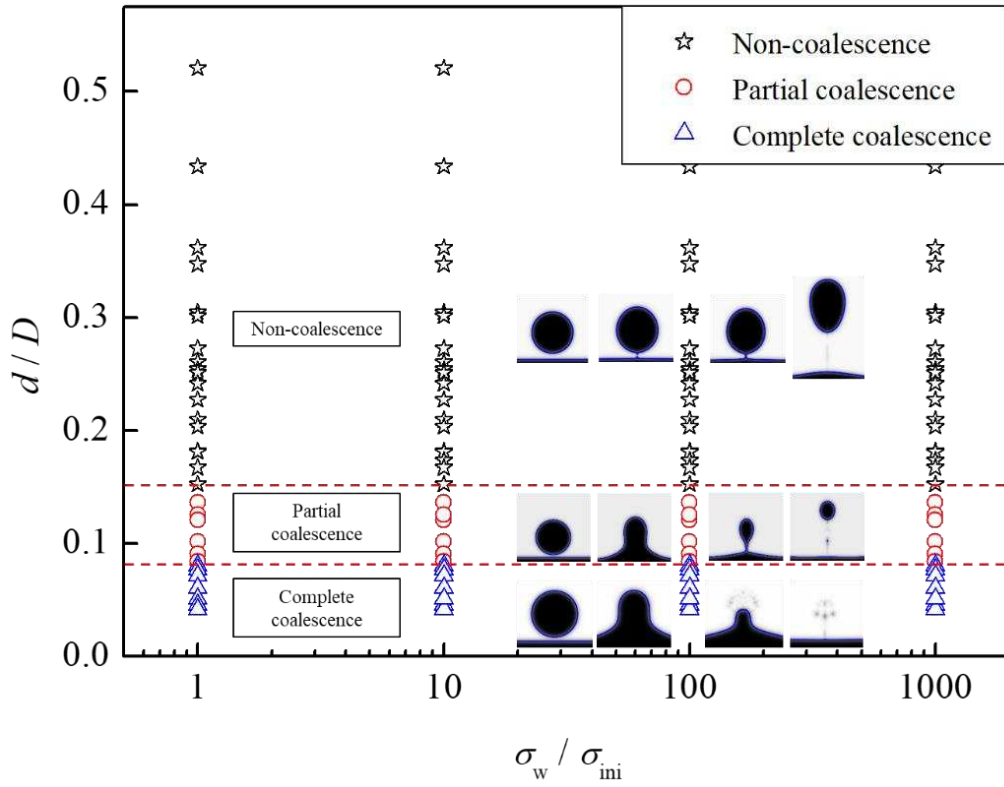 Non-coalescence
Partial coalescence
Complete coalescence
0.5
0.4
0.3
0.2
0.1
0.0
d / D
Non-coalescence
Partial
coalescence
Complete
coalescence
1
10
100
1000
σw / σini